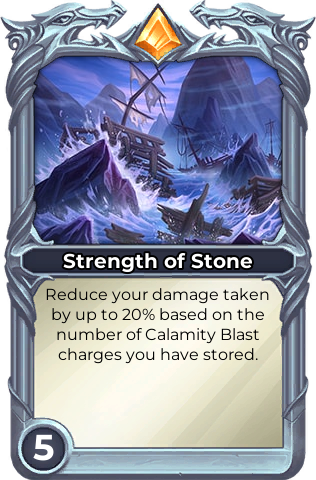 Strength of Stone
Reduce your damage taken
by up to 20% based on the
number of Calamity Blast
charges you have stored.
5